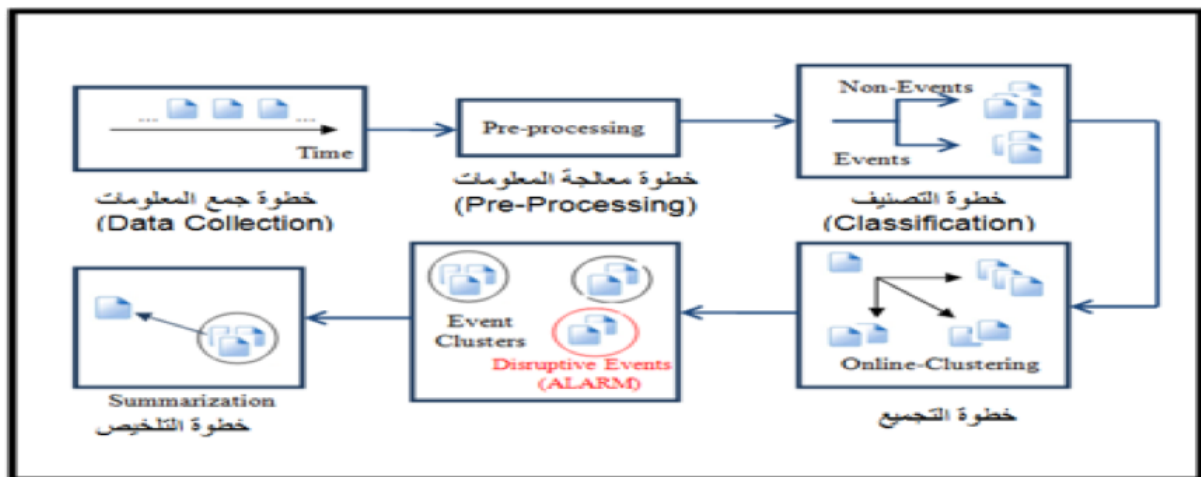 ... ...
Time
خطوة جمع المعلومات
(Data Collection)
Pre-processing
خطوة معالجة المعلومات
(Pre-Processing)
Non-Events
Events
خطوة التصنيف
(Classification)
Online-Clustering
خطوة التجميع
Event
Clusters
Disruptive Events
(ALARM)
Summarization
خطوة التلخيص